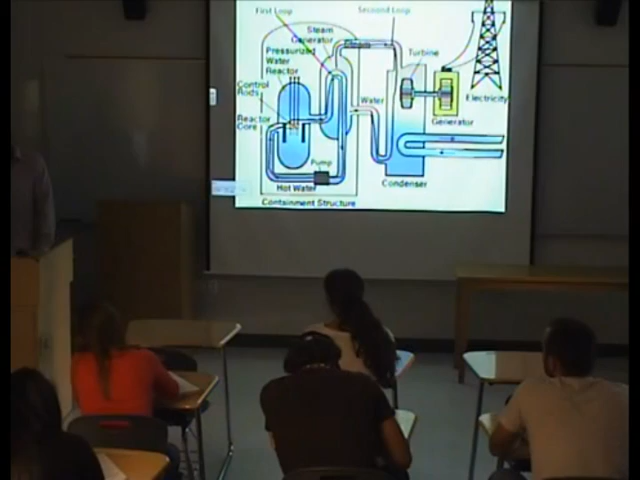 First Loop
Second Loop
Steam
Generator
Pressurized
Water
Reactor
Turbine
Control
Rods
Water
Electricity
Reactor
Core
Generator
Pump
Condenser
Hot Water
Containment Structure